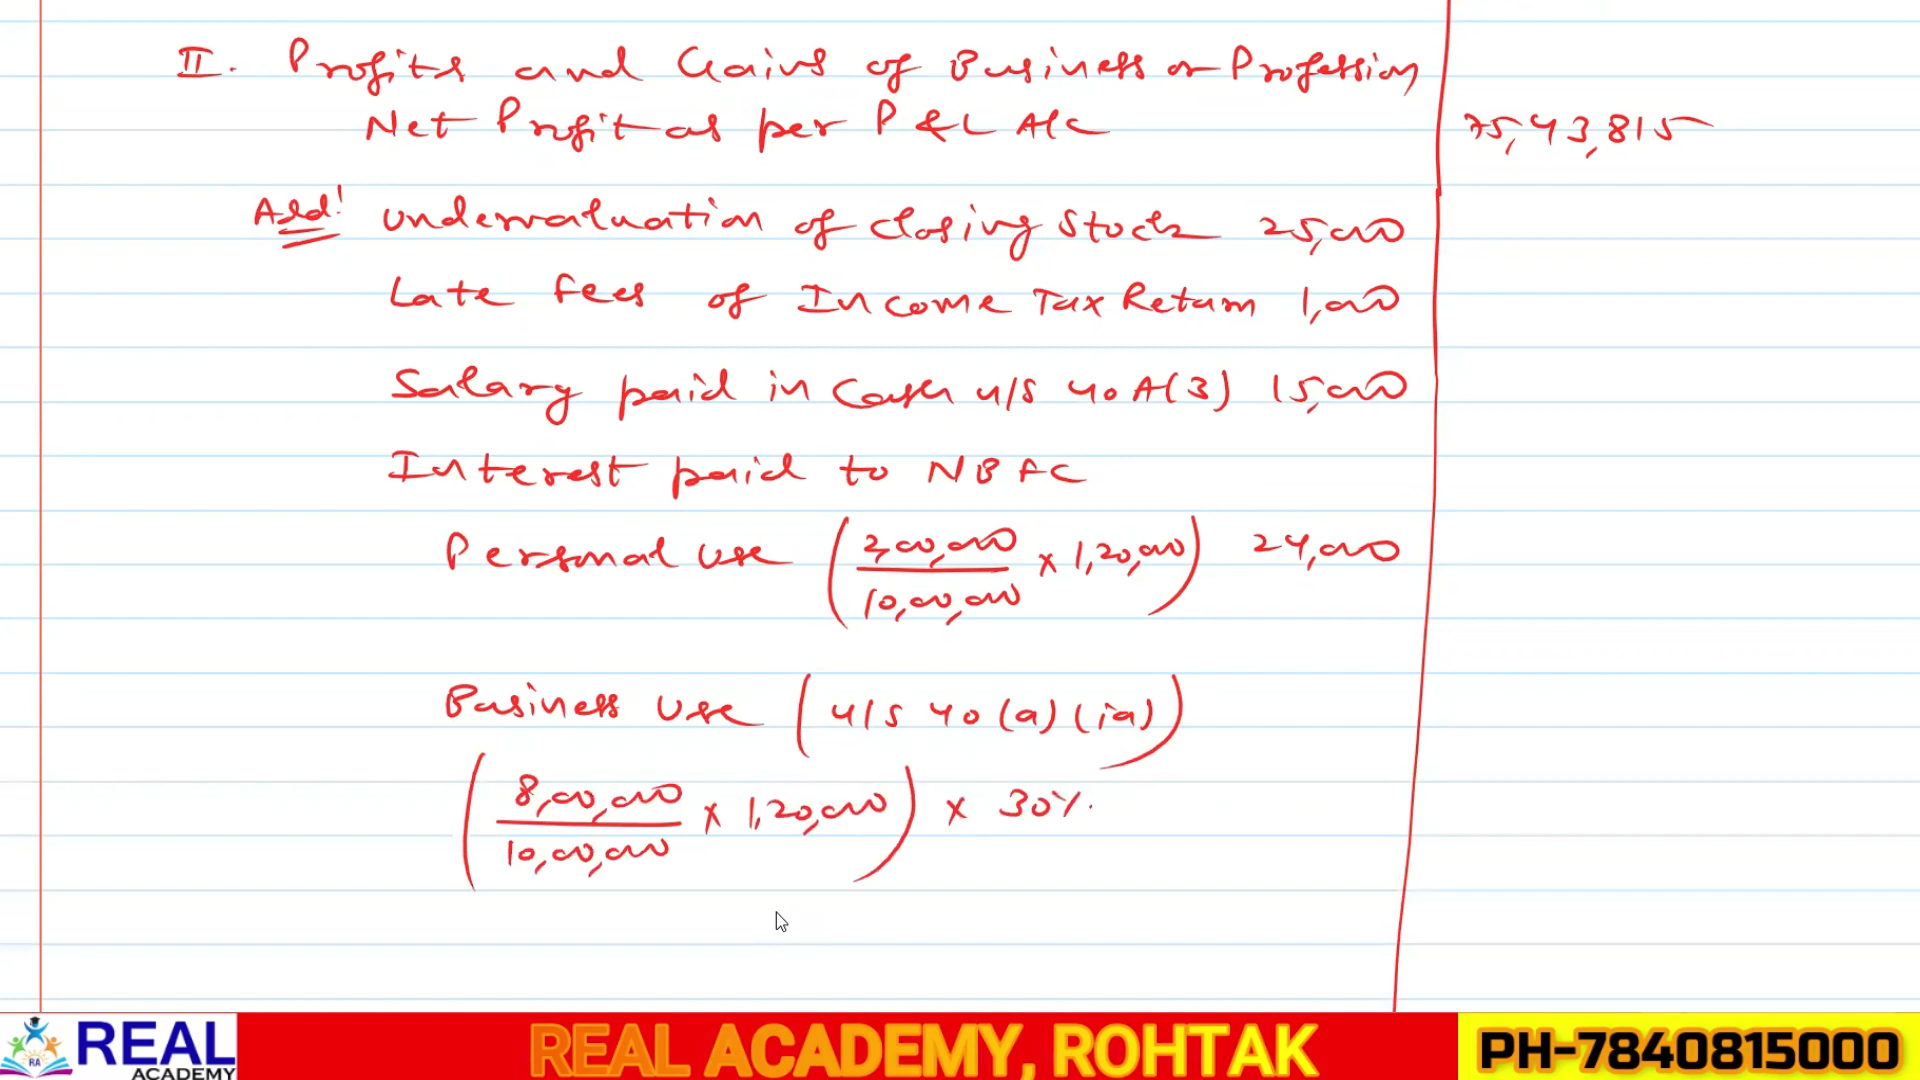 II. Profits and Gains of Business or Profession
Net Profit as per P & L A/C 75,43,815
Add: Undervaluation of Closing Stock 25,000
Late fees of Income Tax Return 1,000
Salary paid in Cash u/s 40A(3) 15,000
Interest paid to NBFC
Personal use (2,00,000/10,00,000 × 1,20,000) 24,000
Business Use (u/s 40(a)(ia))
(8,00,000/10,00,000 × 1,20,000) × 30%.
RA
REAL
ACADEMY
REAL ACADEMY, ROHTAK
PH-7840815000